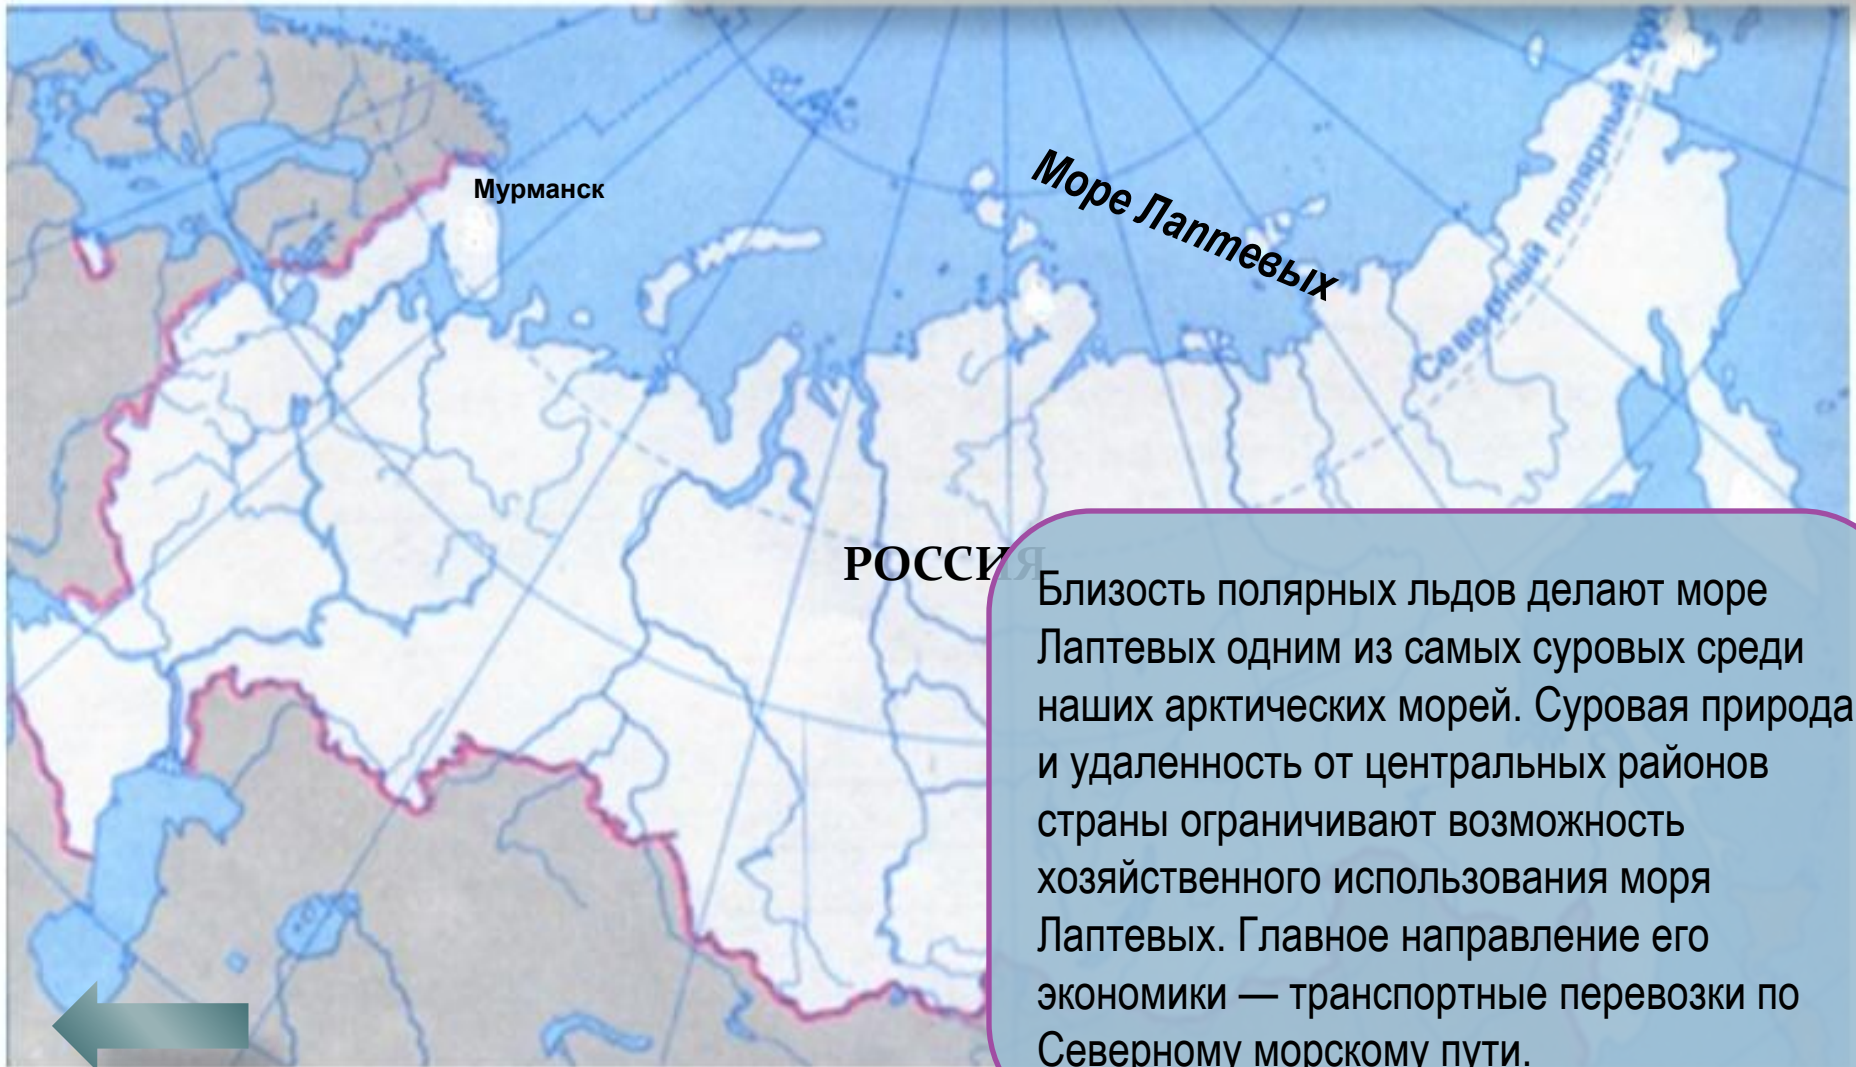 Мурманск
Море Лаптевых
Северный полярный кру
РОССИЯ
Близость полярных льдов делают море
Лаптевых одним из самых суровых среди
наших арктических морей. Суровая природа
и удаленность от центральных районов
страны ограничивают возможность
хозяйственного использования моря
Лаптевых. Главное направление его
экономики — транспортные перевозки по
Северному морскому пути.